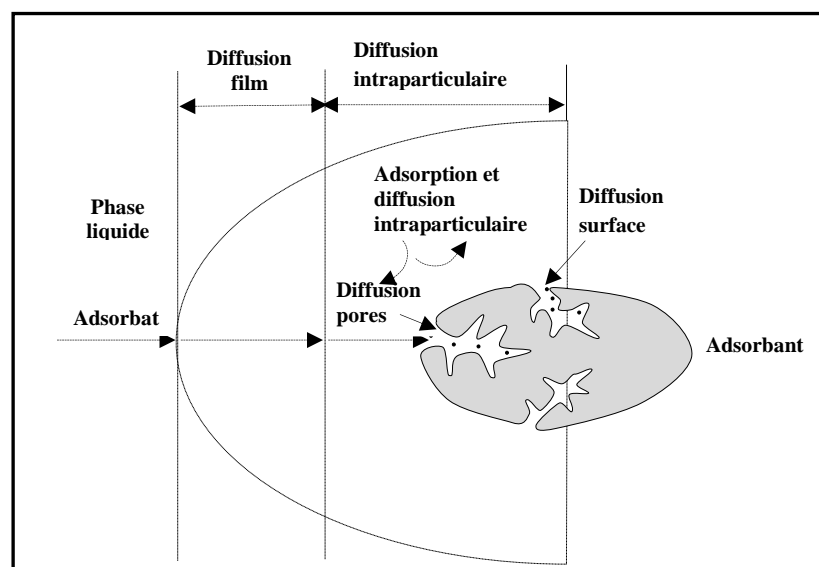 Diffusion
film
Diffusion
intraparticulaire
Adsorption et
diffusion
intraparticulaire
Diffusion
surface
Phase
liquide
Diffusion
pores
Adsorbat
Adsorbant